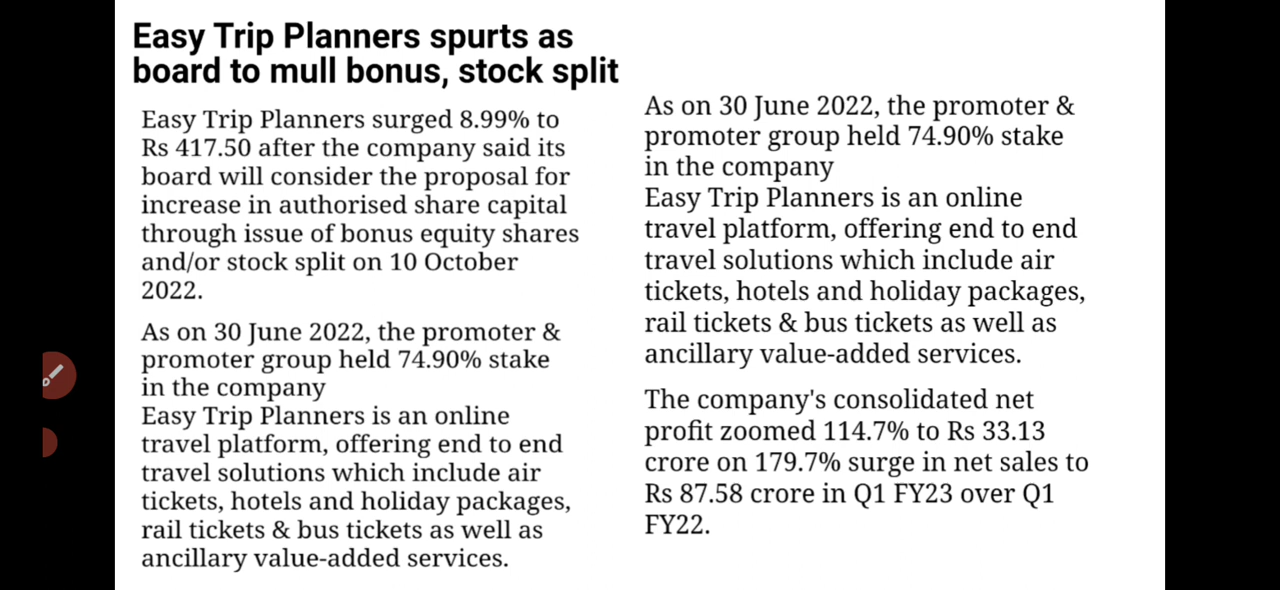 Easy Trip Planners spurts as
board to mull bonus, stock split
Easy Trip Planners surged 8.99% to
Rs 417.50 after the company said its
board will consider the proposal for
increase in authorised share capital
through issue of bonus equity shares
and/or stock split on 10 October
2022.
As on 30 June 2022, the promoter &
promoter group held 74.90% stake
in the company
Easy Trip Planners is an online
travel platform, offering end to end
travel solutions which include air
tickets, hotels and holiday packages,
rail tickets & bus tickets as well as
ancillary value-added services.
As on 30 June 2022, the promoter &
promoter group held 74.90% stake
in the company
Easy Trip Planners is an online
travel platform, offering end to end
travel solutions which include air
tickets, hotels and holiday packages,
rail tickets & bus tickets as well as
ancillary value-added services.
The company's consolidated net
profit zoomed 114.7% to Rs 33.13
crore on 179.7% surge in net sales to
Rs 87.58 crore in Q1 FY23 over Q1
FY22.